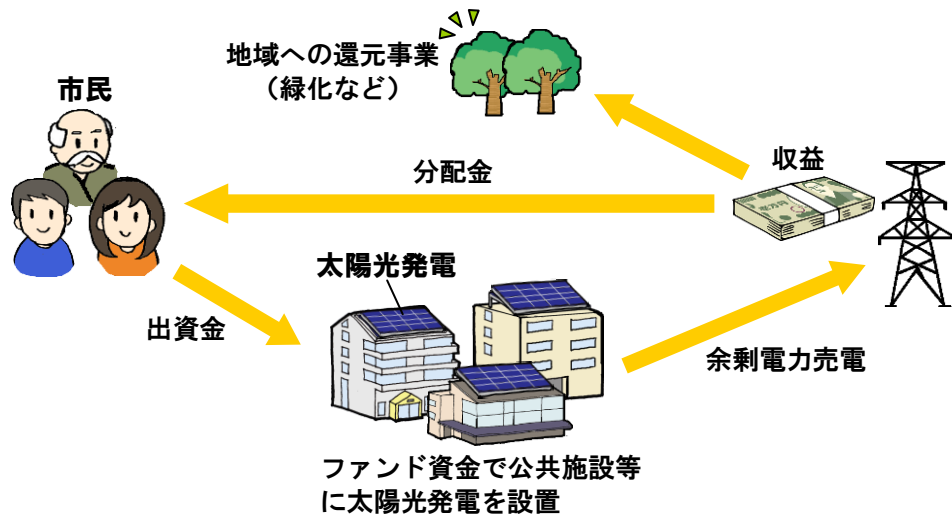 地域への還元事業
（緑化など）
市民
収益
分配金
太陽光発電
出資金
余剰電力売電
ファンド資金で公共施設等
に太陽光発電を設置